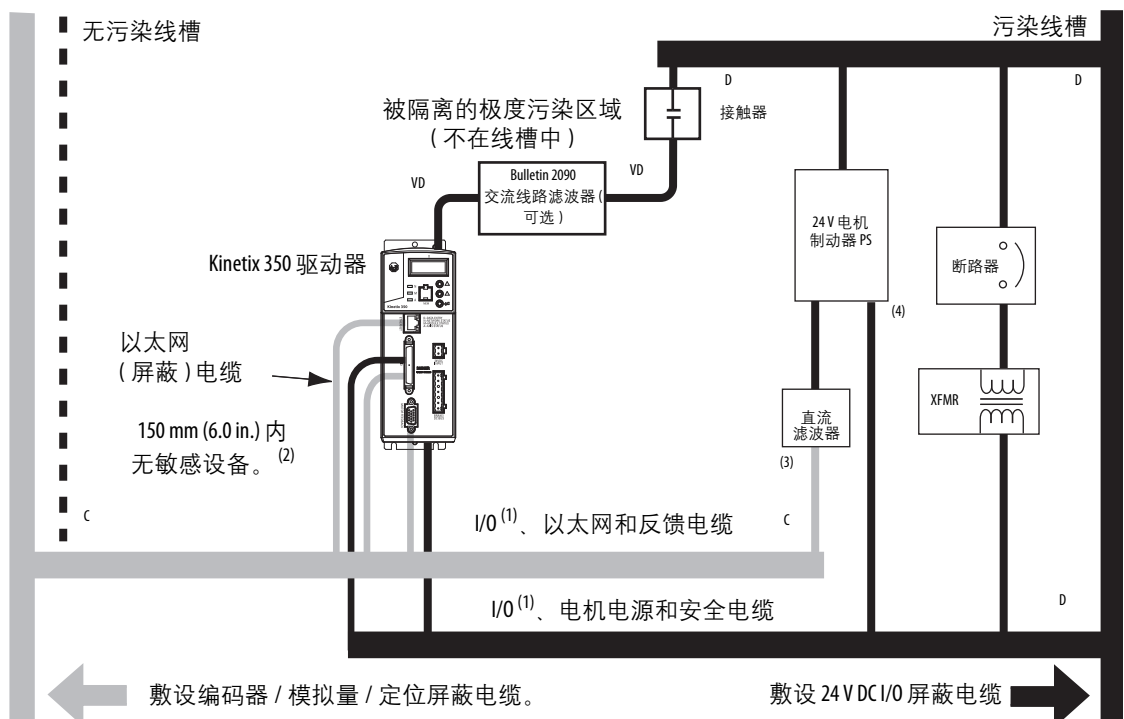 无污染线槽
污染线槽
D
D
接触器
被隔离的极度污染区域
(不在线槽中)
VD
VD
Bulletin 2090
交流线路滤波器(
可选)
24 V 电机
制动器 PS
断路器
Kinetix 350 驱动器
Kinetix 350
(4)
以太网
(屏蔽)电缆
XFMR
直流
滤波器
150 mm (6.0 in.) 内
无敏感设备。(2)
(3)
C
I/O (1)、以太网和反馈电缆
C
I/O (1)、电机电源和安全电缆
D
敷设编码器 / 模拟量 / 定位屏蔽电缆。
敷设 24 V DC I/O 屏蔽电缆